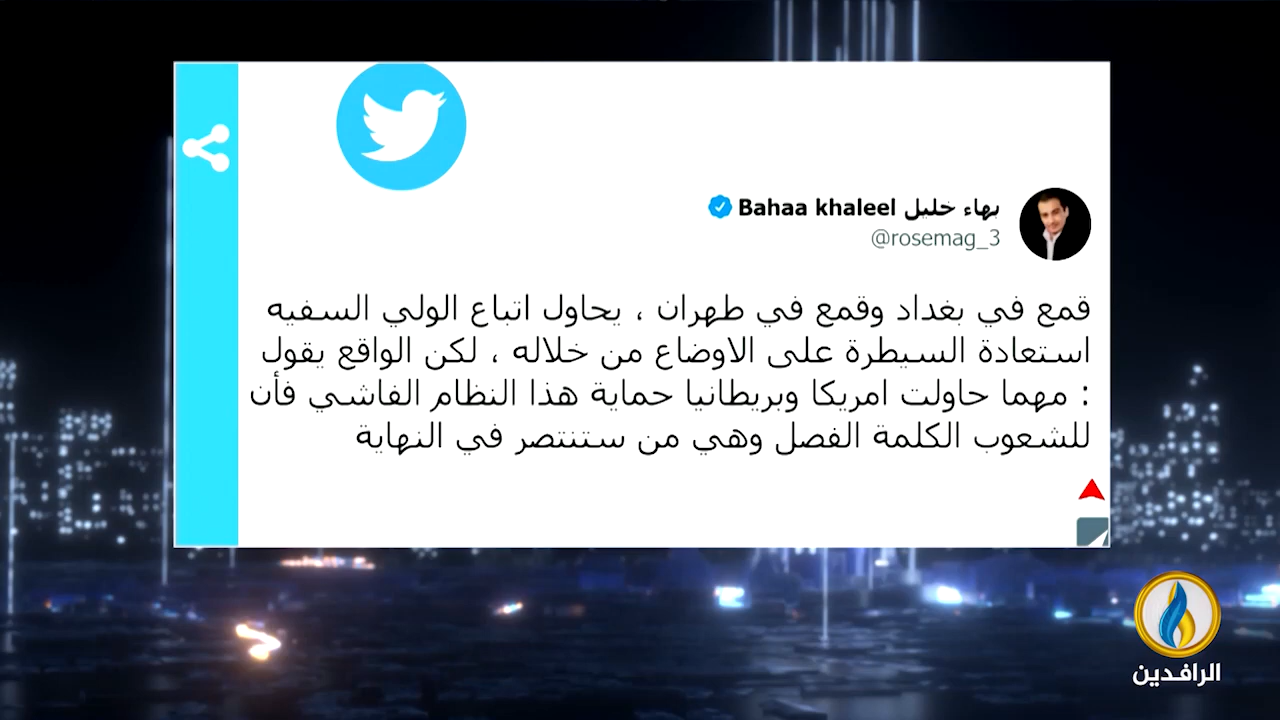 بهاء خليل Bahaa khaleel
@rosemag_3
قمع في بغداد وقمع في طهران ، يحاول اتباع الولي السفيه
استعادة السيطرة على الاوضاع من خلاله ، لكن الواقع يقول
: مهما حاولت امريكا وبريطانيا حماية هذا النظام الفاشي فأن
للشعوب الكلمة الفصل وهي من ستنتصر في النهاية
الرافدين